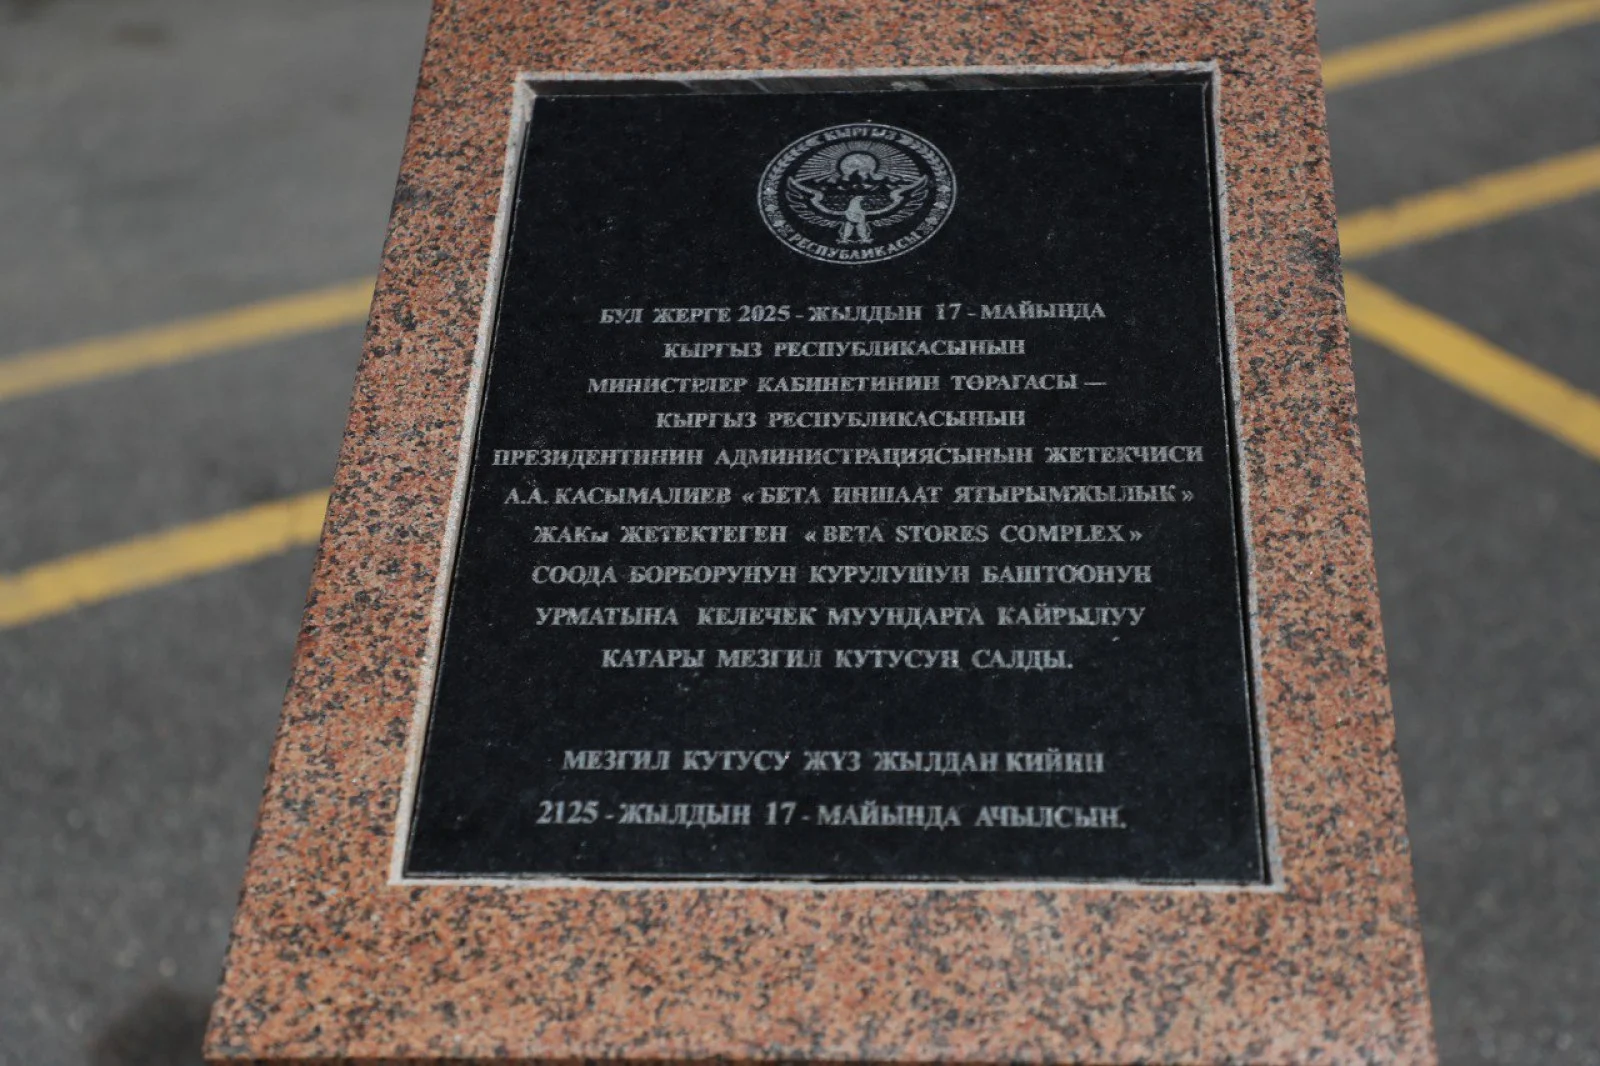 КЫРГЫЗ
РЕСПУБЛИКАСЫ
БУЛ ЖЕРГЕ 2025 - ЖЫЛДЫН 17 - МАЙЫНДА
КЫРГЫЗ РЕСПУБЛИКАСЫНЫН
МИНИСТРЛЕР КАБИНЕТИНИН ТӨРАГАСЫ —
КЫРГЫЗ РЕСПУБЛИКАСЫНЫН
ПРЕЗИДЕНТИНИН АДМИНИСТРАЦИЯСЫНЫН ЖЕТЕКЧИСИ
А.А. КАСЫМАЛИЕВ « БЕТА ИНШААТ ЯТЫРЫМЖЫЛЫК »
ЖАКы ЖЕТЕКТЕГЕН « BETA STORES COMPLEX »
СООДА БОРБОРУНУН КУРУЛУШУН БАШТООНУН
УРМАТЫНА КЕЛЕЧЕК МУУНДАРГА КАЙРЫЛУУ
КАТАРЫ МЕЗГИЛ КУТУСУН САЛДЫ.
МЕЗГИЛ КУТУСУ ЖҮЗ ЖЫЛДАН КИЙИН
2125 - ЖЫЛДЫН 17 - МАЙЫНДА АЧЫЛСЫН.